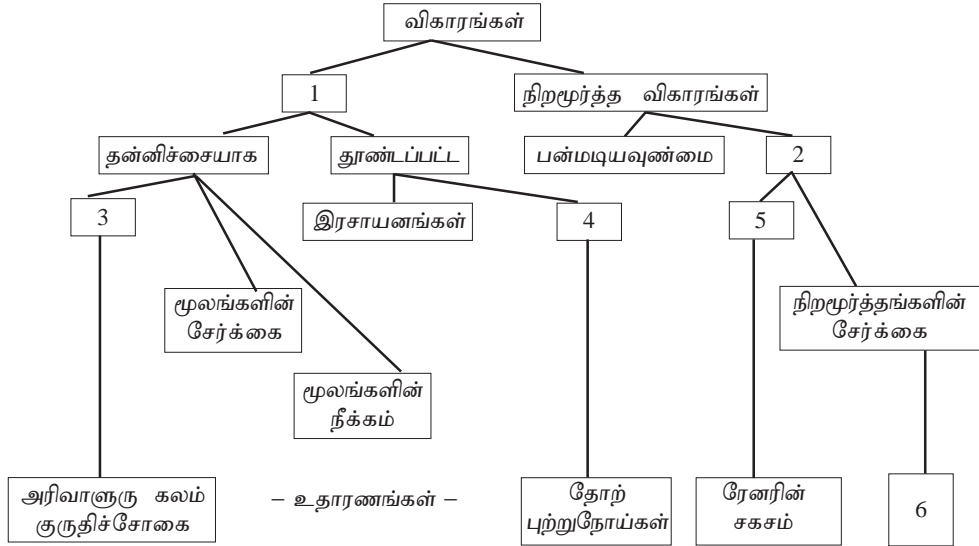 விகாரங்கள்
1
நிறமூர்த்த விகாரங்கள்
தன்னிச்சையாக
தூண்டப்பட்ட
பன்மடியவுண்மை
2
3
இரசாயனங்கள்
4
5
மூலங்களின்
சேர்க்கை
நிறமூர்த்தங்களின்
சேர்க்கை
மூலங்களின்
நீக்கம்
அரிவாளுரு கலம்
குருதிச்சோகை
– உதாரணங்கள் –
தோற்
புற்றுநோய்கள்
ரேனரின்
சகசம்
6